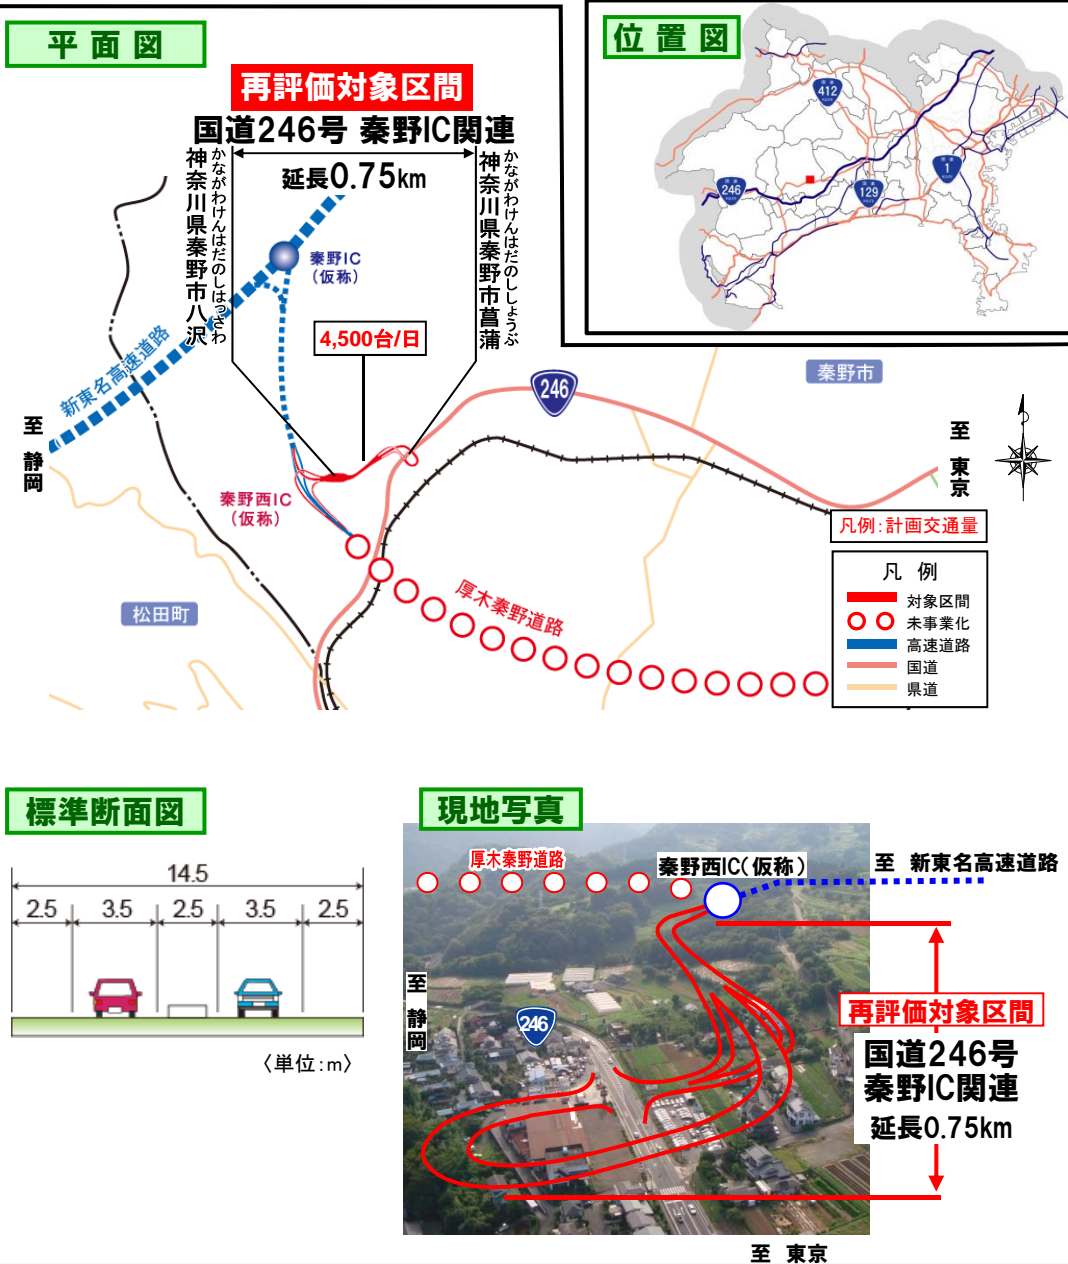 平面図
再評価対象区間
国道246号 秦野IC関連
延長0.75km
神奈川県秦野市八沢
かながわけんはだのしはっさわ
神奈川県秦野市菖蒲
かながわけんはだのししょうぶ
秦野IC
(仮称)
4,500台/日
新東名高速道路
至 静岡
246
秦野市
至 東京
秦野西IC
(仮称)
松田町
厚木秦野道路
凡例:計画交通量
凡 例
対象区間
未事業化
高速道路
国道
県道
位置図
国道
412
国道
246
国道
129
国道
1
標準断面図
14.5
2.5 3.5 2.5 3.5 2.5
〈単位:m〉
現地写真
厚木秦野道路
秦野西IC(仮称)
至 新東名高速道路
至 静岡
246
再評価対象区間
国道246号
秦野IC関連
延長0.75km
至 東京